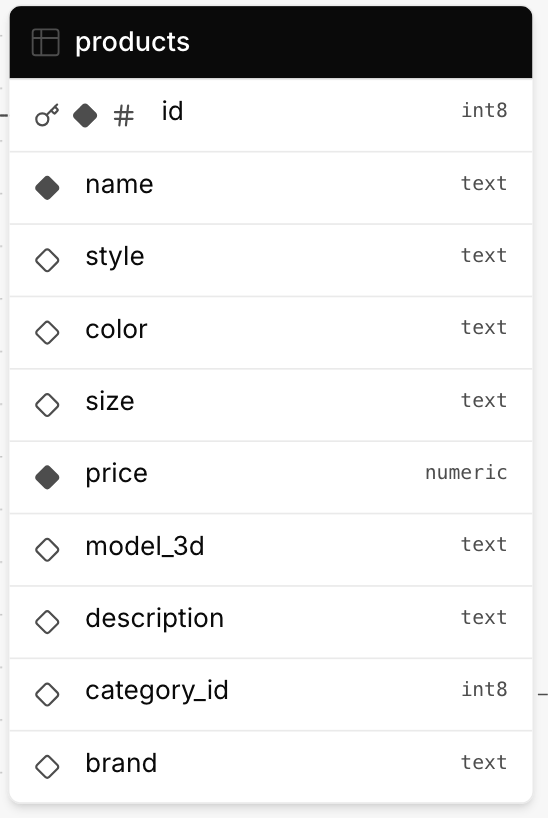 products
# id int8
name text
style text
color text
size text
price numeric
model_3d text
description text
category_id int8
brand text